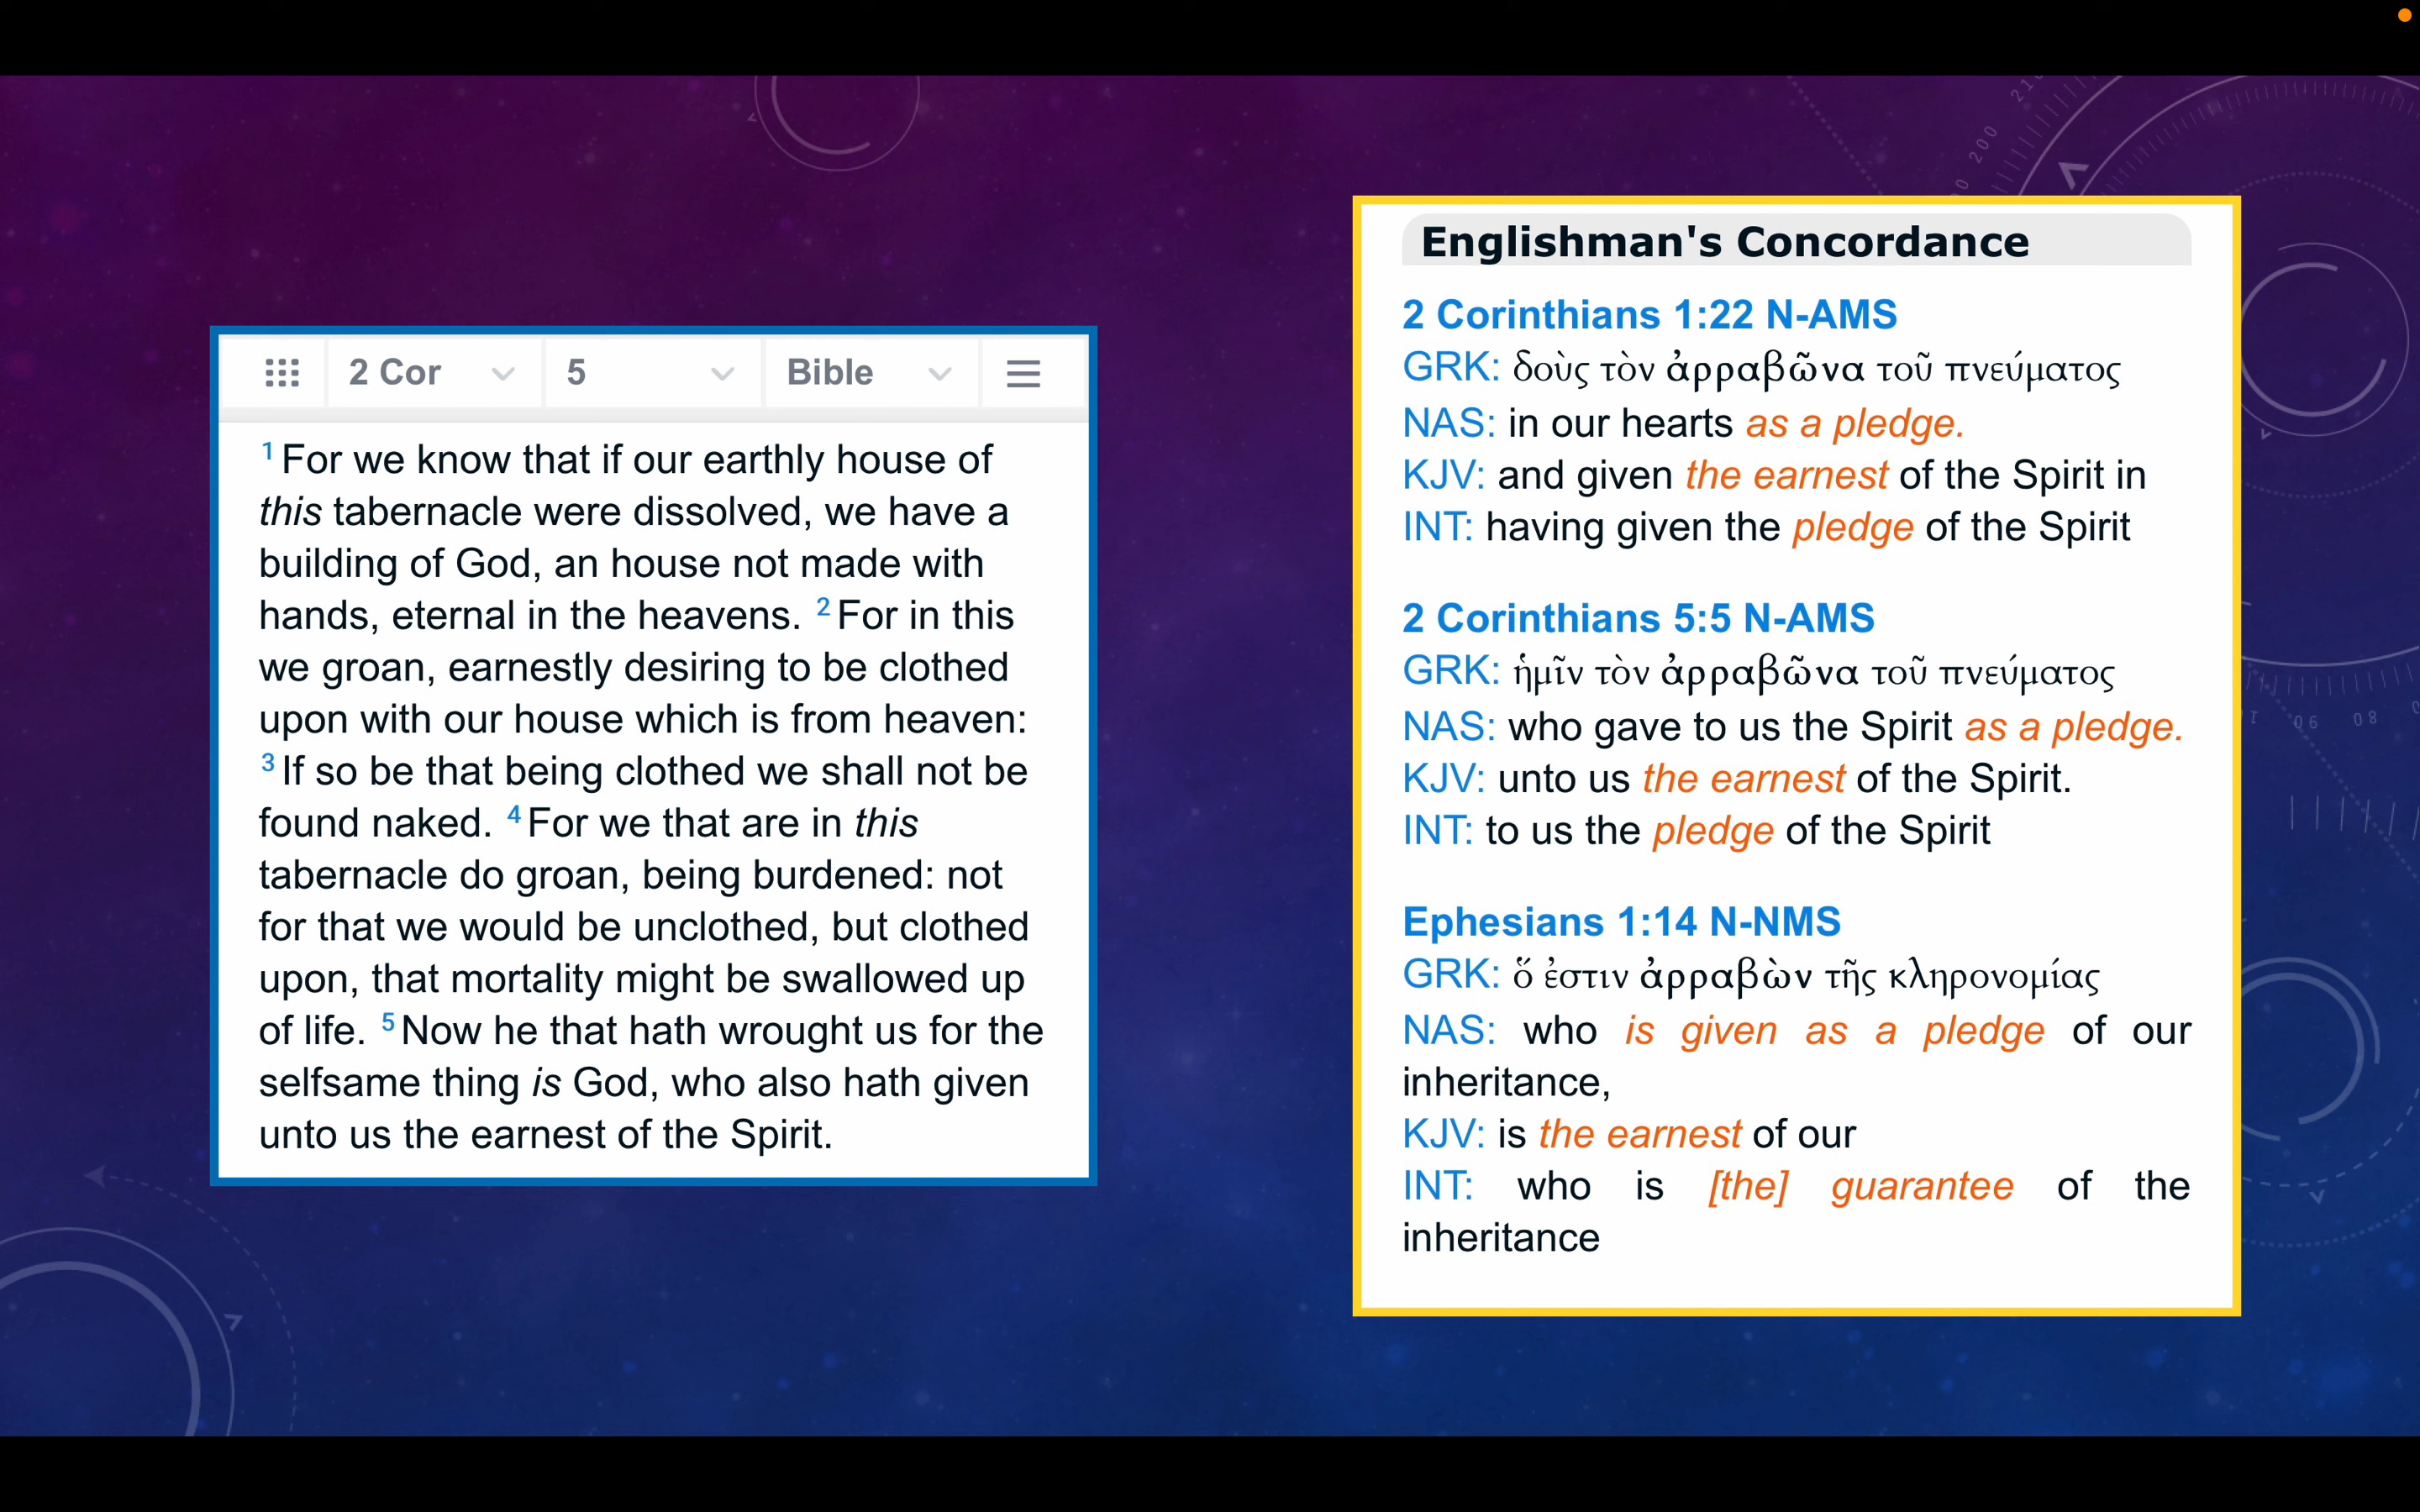 2 Cor 5 Bible
1 For we know that if our earthly house of
this tabernacle were dissolved, we have a
building of God, an house not made with
hands, eternal in the heavens. 2 For in this
we groan, earnestly desiring to be clothed
upon with our house which is from heaven:
3 If so be that being clothed we shall not be
found naked. 4 For we that are in this
tabernacle do groan, being burdened: not
for that we would be unclothed, but clothed
upon, that mortality might be swallowed up
of life. 5 Now he that hath wrought us for the
selfsame thing is God, who also hath given
unto us the earnest of the Spirit.
Englishman's Concordance
2 Corinthians 1:22 N-AMS
GRK: δοὺς τὸν ἀρραβῶνα τοῦ πνεύματος
NAS: in our hearts as a pledge.
KJV: and given the earnest of the Spirit in
INT: having given the pledge of the Spirit
2 Corinthians 5:5 N-AMS
GRK: ἡμῖν τὸν ἀρραβῶνα τοῦ πνεύματος
NAS: who gave to us the Spirit as a pledge.
KJV: unto us the earnest of the Spirit.
INT: to us the pledge of the Spirit
Ephesians 1:14 N-NMS
GRK: ὅ ἐστιν ἀρραβὼν τῆς κληρονομίας
NAS: who is given as a pledge of our
inheritance,
KJV: is the earnest of our
INT: who is [the] guarantee of the
inheritance
200
90
80